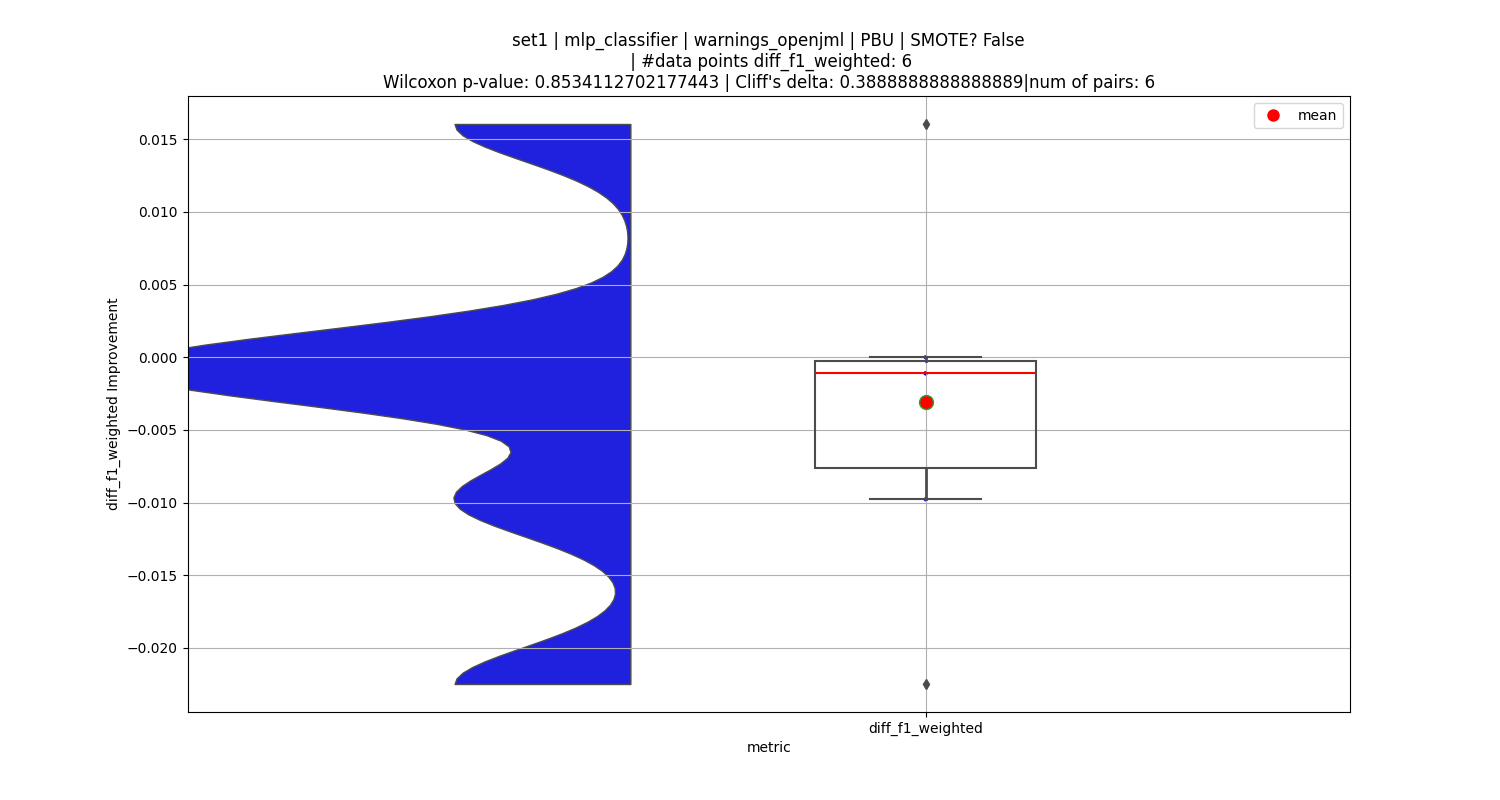 set1 | mlp_classifier | warnings_openjml | PBU | SMOTE? False
| #data points diff_f1_weighted: 6
Wilcoxon p-value: 0.8534112702177443 | Cliff's delta: 0.3888888888888889|num of pairs: 6
mean
0.015
0.010
0.005
0.000
−0.005
−0.010
−0.015
−0.020
diff_f1_weighted Improvement
diff_f1_weighted
metric